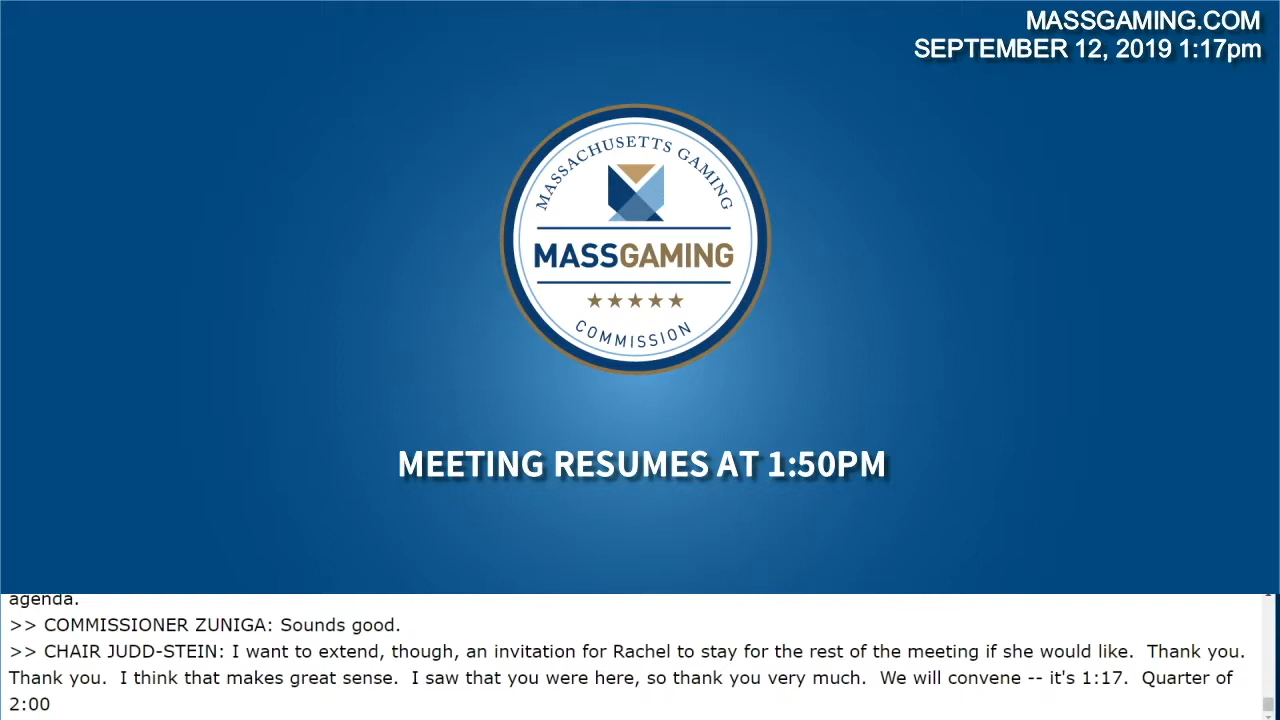 MASSGAMING.COM
SEPTEMBER 12, 2019 1:17pm
MASSACHUSETTS GAMING
MASSGAMING
COMMISSION
MEETING RESUMES AT 1:50PM
agenda.
>> COMMISSIONER ZUNIGA: Sounds good.
>> CHAIR JUDD-STEIN: I want to extend, though, an invitation for Rachel to stay for the rest of the meeting if she would like.  Thank you.
Thank you.  I think that makes great sense.  I saw that you were here, so thank you very much.  We will convene -- it's 1:17.  Quarter of
2:00